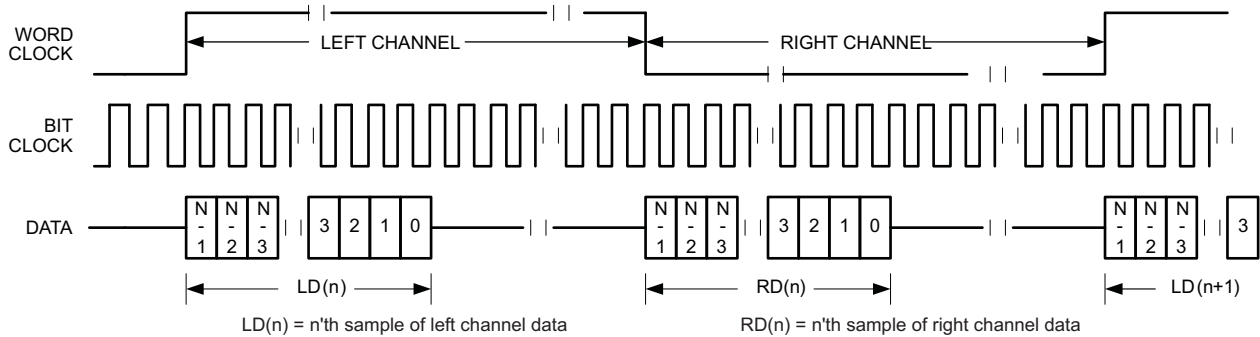 WORD
CLOCK
LEFT CHANNEL
RIGHT CHANNEL
BIT
CLOCK
DATA
N
-
1
N
-
2
N
-
3
3 2 1 0
N
-
1
N
-
2
N
-
3
3 2 1 0
N
-
1
N
-
2
N
-
3
3
LD(n)
RD(n)
LD(n+1)
LD(n) = n'th sample of left channel data
RD(n) = n'th sample of right channel data